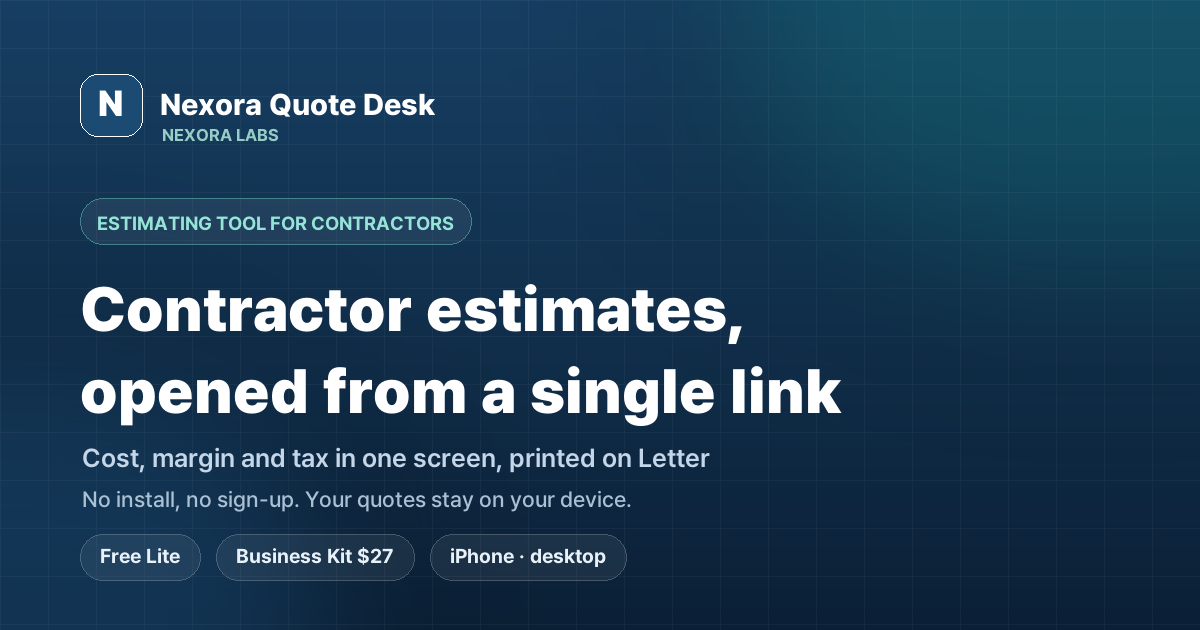 N
Nexora Quote Desk
NEXORA LABS
ESTIMATING TOOL FOR CONTRACTORS
Contractor estimates,
opened from a single link
Cost, margin and tax in one screen, printed on Letter
No install, no sign-up. Your quotes stay on your device.
Free Lite
Business Kit $27
iPhone · desktop